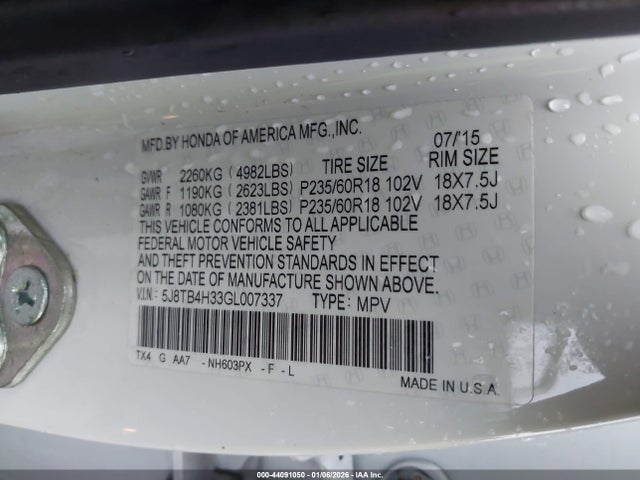 MFD.BY HONDA OF AMERICA MFG.,INC. 07/'15
GVWR 2260KG ( 4982LBS) TIRE SIZE RIM SIZE
GAWR F 1190KG ( 2623LBS) P235/60R18 102V 18X7.5J
GAWR R 1080KG ( 2381LBS) P235/60R18 102V 18X7.5J
THIS VEHICLE CONFORMS TO ALL APPLICABLE
FEDERAL MOTOR VEHICLE SAFETY
AND THEFT PREVENTION STANDARDS IN EFFECT
ON THE DATE OF MANUFACTURE SHOWN ABOVE.
V.I.N.: 5J8TB4H33GL007337 TYPE: MPV
TX4 G AA7 - NH603PX - F - L
MADE IN U.S.A.
000-44091050 - 01/06/2026 - IAA Inc.